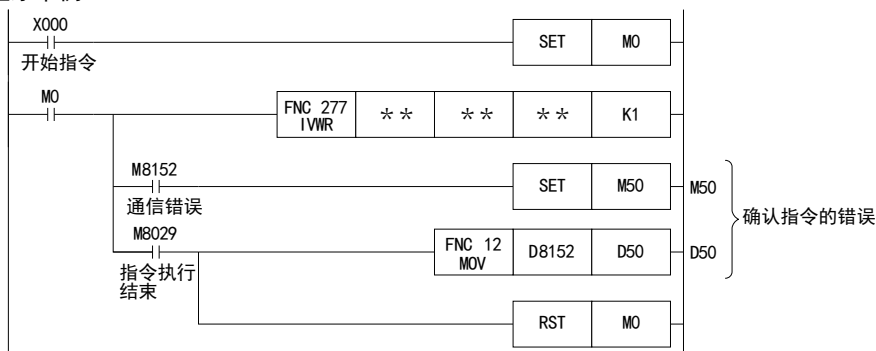 X000
SET M0
开始指令
M0
FNC 277
IVWR
** ** ** K1
M8152
SET M50 M50
通信错误
M8029
FNC 12
MOV
D8152 D50 D50
指令执行
结束
确认指令的错误
RST M0